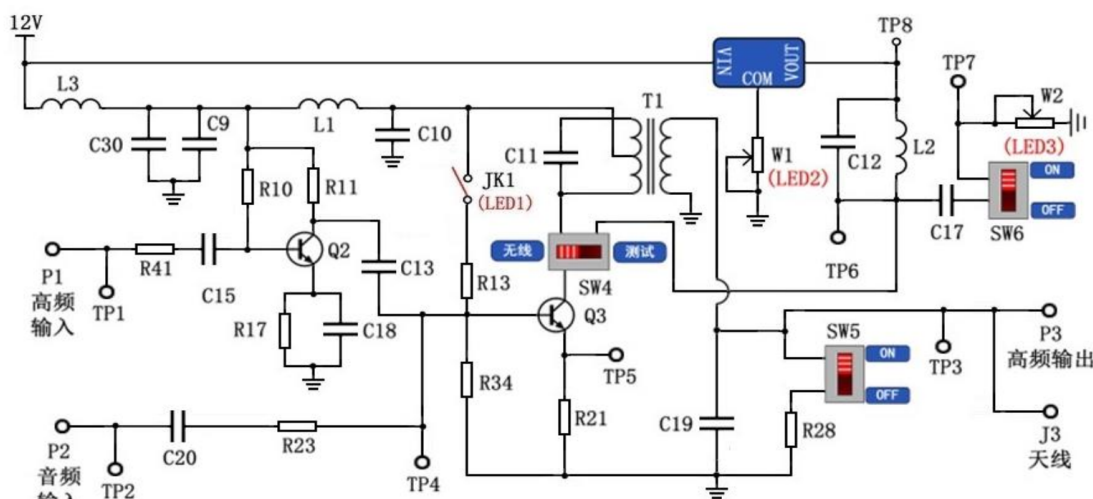 12V
TP8
VIN
VOUT
COM
TP7
L3
W2
C9
T1
C30
L1
C10
C11
W1
(LED2)
C12
L2
(LED3)
ON
R10
R11
JK1
(LED1)
OFF
C17
SW6
无线
测试
Q2
TP6
R41
C13
P1
高频
输入
TP1
C15
R13
SW4
Q3
R17
C18
SW5
ON
P3
高频输出
TP3
TP5
R34
OFF
R21
C19
R28
J3
天线
P2
音频
C20
R23
TP2
TP4
输入